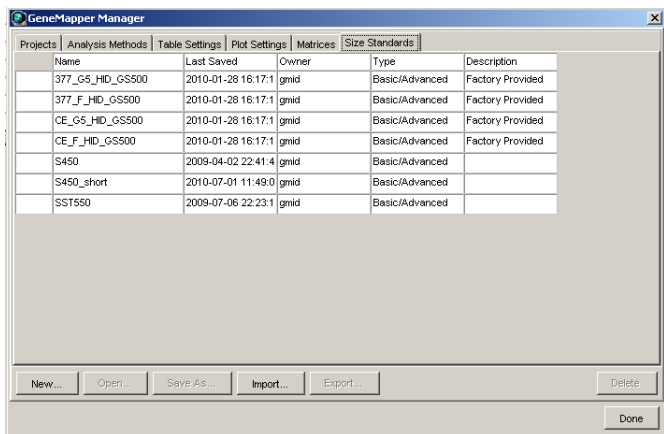 GeneMapper Manager
Projects Analysis Methods Table Settings Plot Settings Matrices Size Standards
Name Last Saved Owner Type Description
377_G5_HID_GS500 2010-01-28 16:17:1 gmid Basic/Advanced Factory Provided
377_F_HID_GS500 2010-01-28 16:17:1 gmid Basic/Advanced Factory Provided
CE_G5_HID_GS500 2010-01-28 16:17:1 gmid Basic/Advanced Factory Provided
CE_F_HID_GS500 2010-01-28 16:17:1 gmid Basic/Advanced Factory Provided
S450 2009-04-02 22:41:4 gmid Basic/Advanced
S450_short 2010-07-01 11:49:0 gmid Basic/Advanced
SST550 2009-07-06 22:23:1 gmid Basic/Advanced
New... Open... Save As... Import... Export... Delete
Done